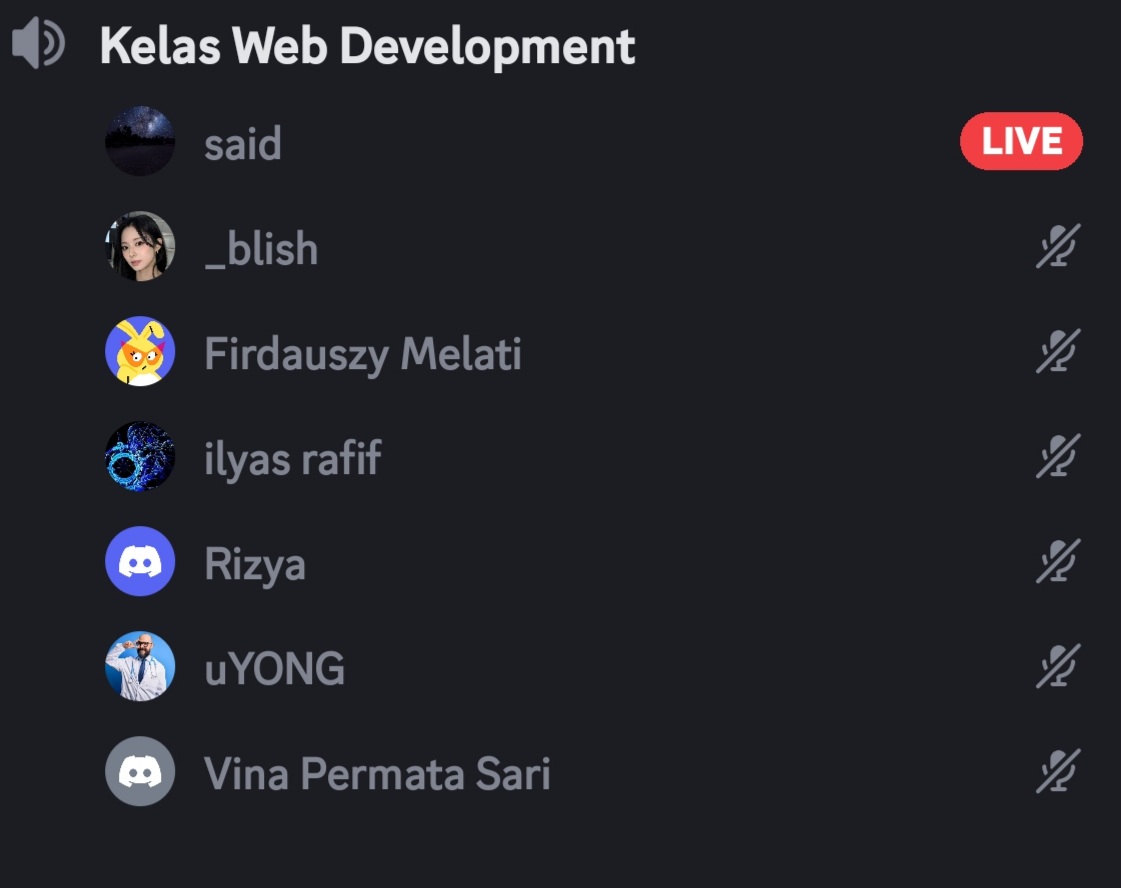 Kelas Web Development
said
LIVE
_blish
Firdauszy Melati
ilyas rafif
Rizya
uYONG
Vina Permata Sari